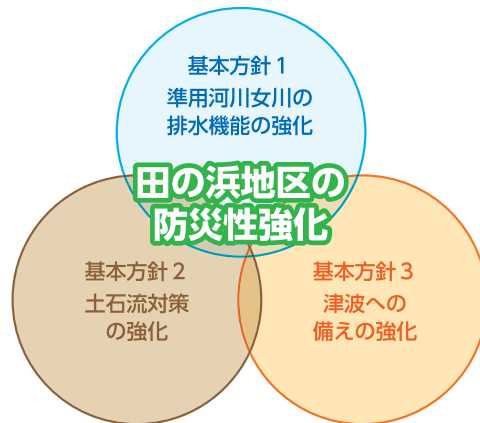 基本方針1
準用河川女川の
排水機能の強化
田の浜地区の
防災性強化
基本方針2
土石流対策
の強化
基本方針3
津波への
備えの強化